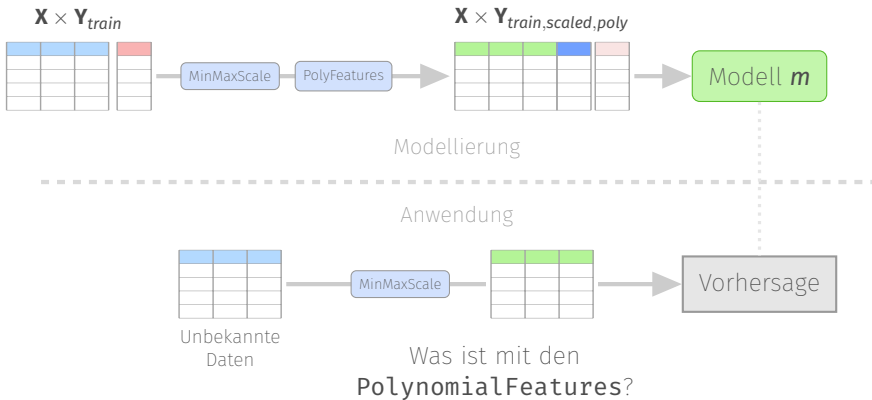 X × Y_train
X × Y_train,scaled,poly
MinMaxScale
PolyFeatures
Modell m
Modellierung
Anwendung
MinMaxScale
Vorhersage
Unbekannte
Daten
Was ist mit den
PolynomialFeatures?